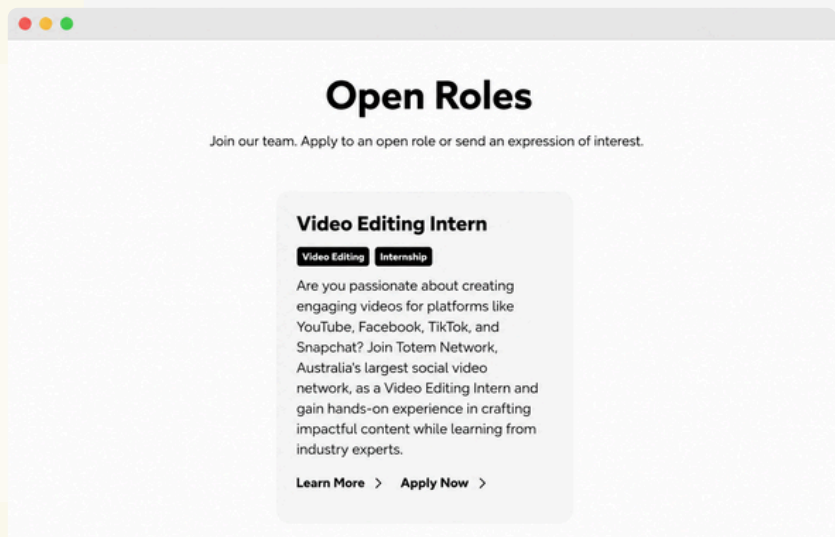 Open Roles
Join our team. Apply to an open role or send an expression of interest.
Video Editing Intern
Video Editing Internship
Are you passionate about creating
engaging videos for platforms like
YouTube, Facebook, TikTok, and
Snapchat? Join Totem Network,
Australia's largest social video
network, as a Video Editing Intern and
gain hands-on experience in crafting
impactful content while learning from
industry experts.
Learn More > Apply Now >